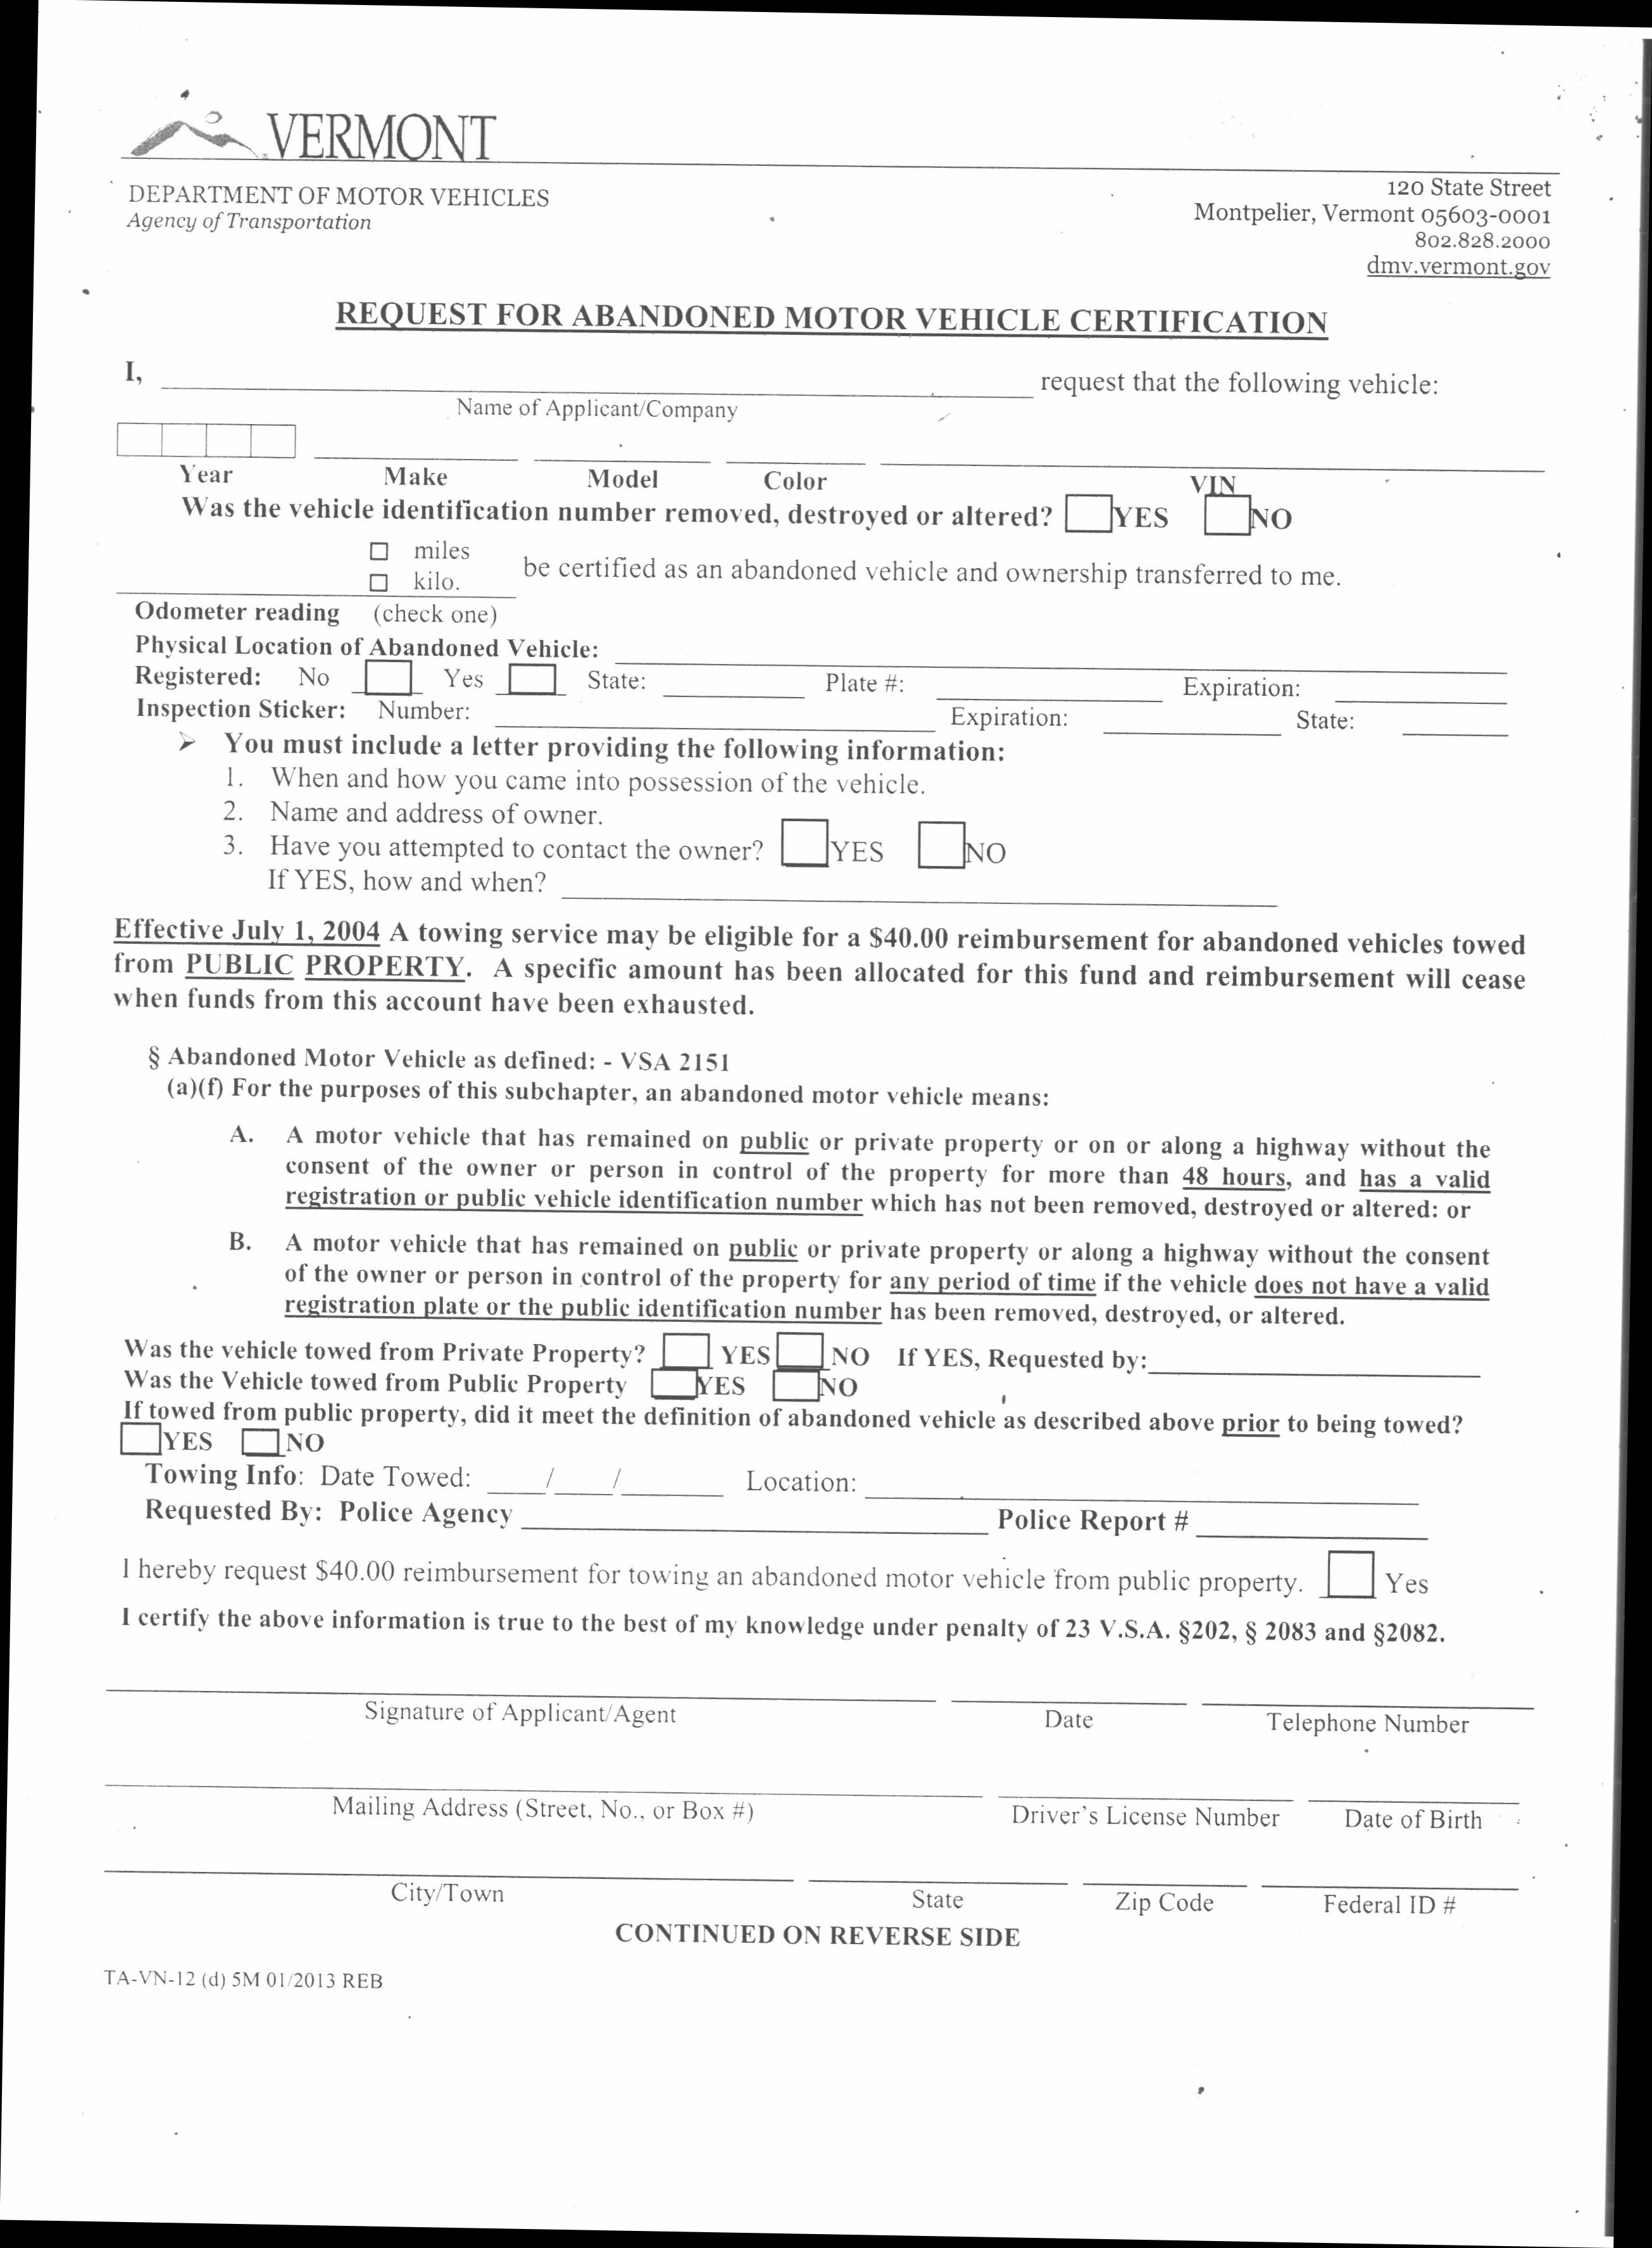 VERMONT
DEPARTMENT OF MOTOR VEHICLES
Agency of Transportation
120 State Street
Montpelier, Vermont 05603-0001
802.828.2000
dmv.vermont.gov
REQUEST FOR ABANDONED MOTOR VEHICLE CERTIFICATION
I, request that the following vehicle:
Name of Applicant/Company
Year Make Model Color VIN
Was the vehicle identification number removed, destroyed or altered? YES NO
miles
kilo. be certified as an abandoned vehicle and ownership transferred to me.
Odometer reading (check one)
Physical Location of Abandoned Vehicle:
Registered: No Yes State: Plate #: Expiration:
Inspection Sticker: Number: Expiration: State:
➢ You must include a letter providing the following information:
1. When and how you came into possession of the vehicle.
2. Name and address of owner.
3. Have you attempted to contact the owner? YES NO
If YES, how and when?
Effective July 1, 2004 A towing service may be eligible for a $40.00 reimbursement for abandoned vehicles towed
from PUBLIC PROPERTY. A specific amount has been allocated for this fund and reimbursement will cease
when funds from this account have been exhausted.
§ Abandoned Motor Vehicle as defined: - VSA 2151
(a)(f) For the purposes of this subchapter, an abandoned motor vehicle means:
A. A motor vehicle that has remained on public or private property or on or along a highway without the
consent of the owner or person in control of the property for more than 48 hours, and has a valid
registration or public vehicle identification number which has not been removed, destroyed or altered: or
B. A motor vehicle that has remained on public or private property or along a highway without the consent
of the owner or person in control of the property for any period of time if the vehicle does not have a valid
registration plate or the public identification number has been removed, destroyed, or altered.
Was the vehicle towed from Private Property? YES NO If YES, Requested by:
Was the Vehicle towed from Public Property YES NO
If towed from public property, did it meet the definition of abandoned vehicle as described above prior to being towed?
YES NO
Towing Info: Date Towed: / / Location:
Requested By: Police Agency Police Report #
I hereby request $40.00 reimbursement for towing an abandoned motor vehicle from public property. Yes
I certify the above information is true to the best of my knowledge under penalty of 23 V.S.A. §202, § 2083 and §2082.
Signature of Applicant/Agent Date Telephone Number
Mailing Address (Street, No., or Box #) Driver's License Number Date of Birth
City/Town State Zip Code Federal ID #
CONTINUED ON REVERSE SIDE
TA-VN-12 (d) 5M 01/2013 REB